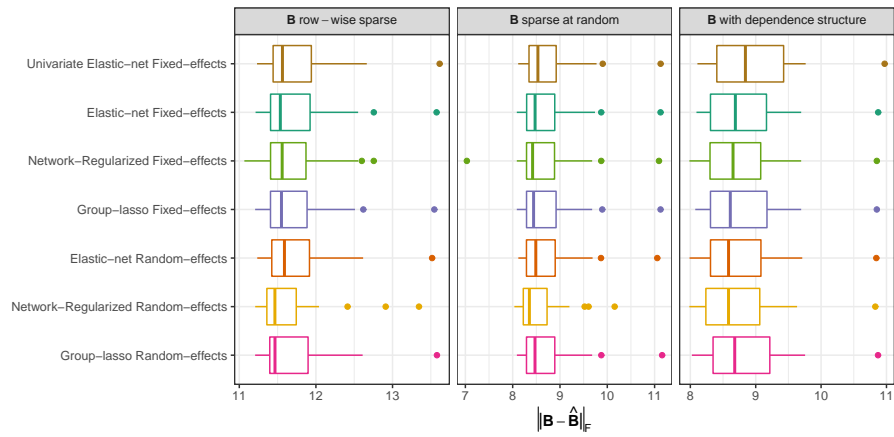 B row−wise sparse
B sparse at random
B with dependence structure
Univariate Elastic−net Fixed−effects
Elastic−net Fixed−effects
Network−Regularized Fixed−effects
Group−lasso Fixed−effects
Elastic−net Random−effects
Network−Regularized Random−effects
Group−lasso Random−effects
11 12 13 7 8 9 10 11 8 9 10 11
||B − B̂||F